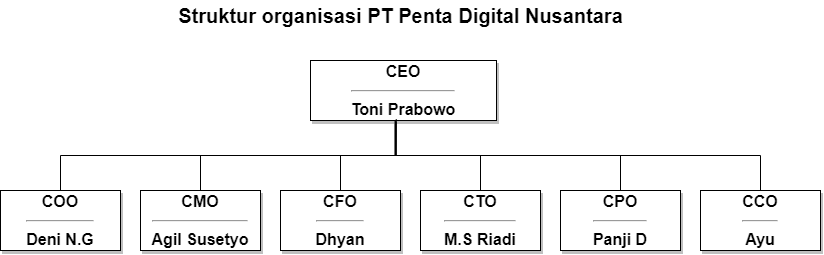 Struktur organisasi PT Penta Digital Nusantara
CEO
Toni Prabowo
COO
Deni N.G
CMO
Agil Susetyo
CFO
Dhyan
CTO
M.S Riadi
CPO
Panji D
CCO
Ayu